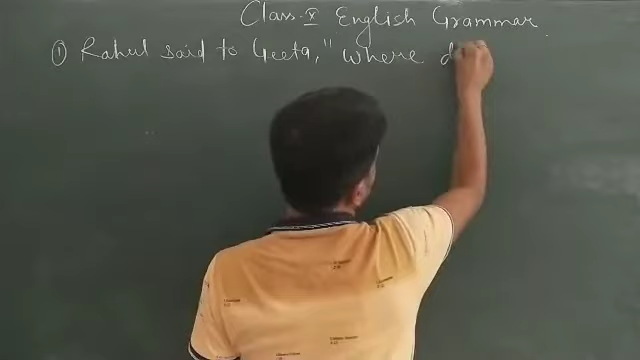 Class-X English Grammar
① Rahul said to Geeta, " Where d